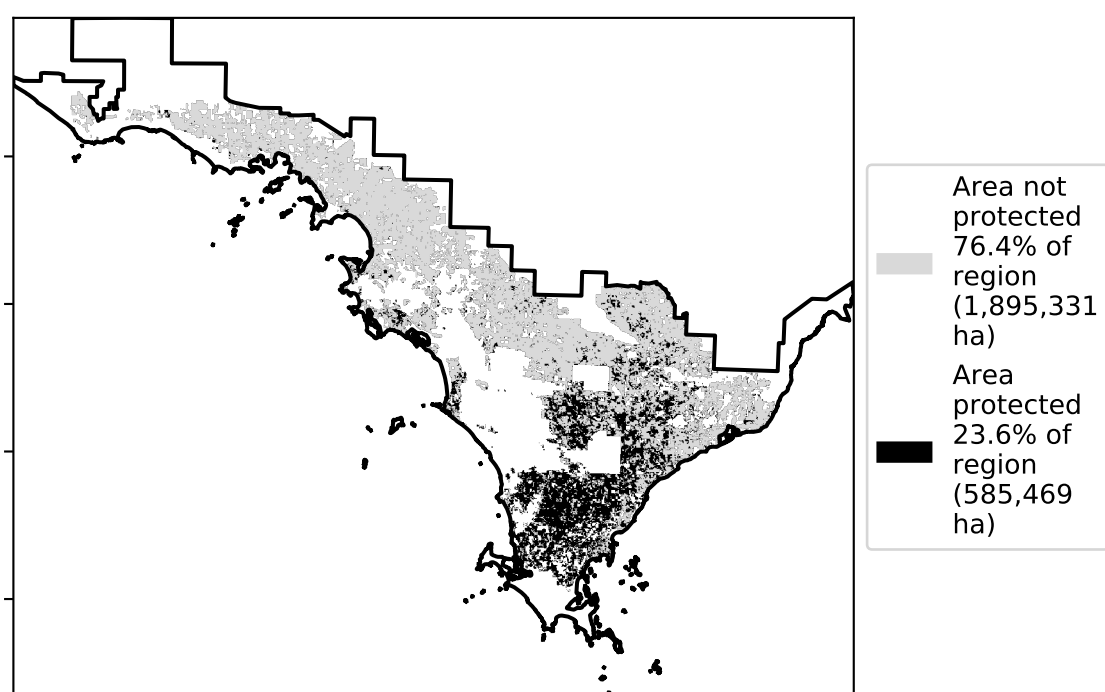 Area not
protected
76.4% of
region
(1,895,331
ha)
Area
protected
23.6% of
region
(585,469
ha)